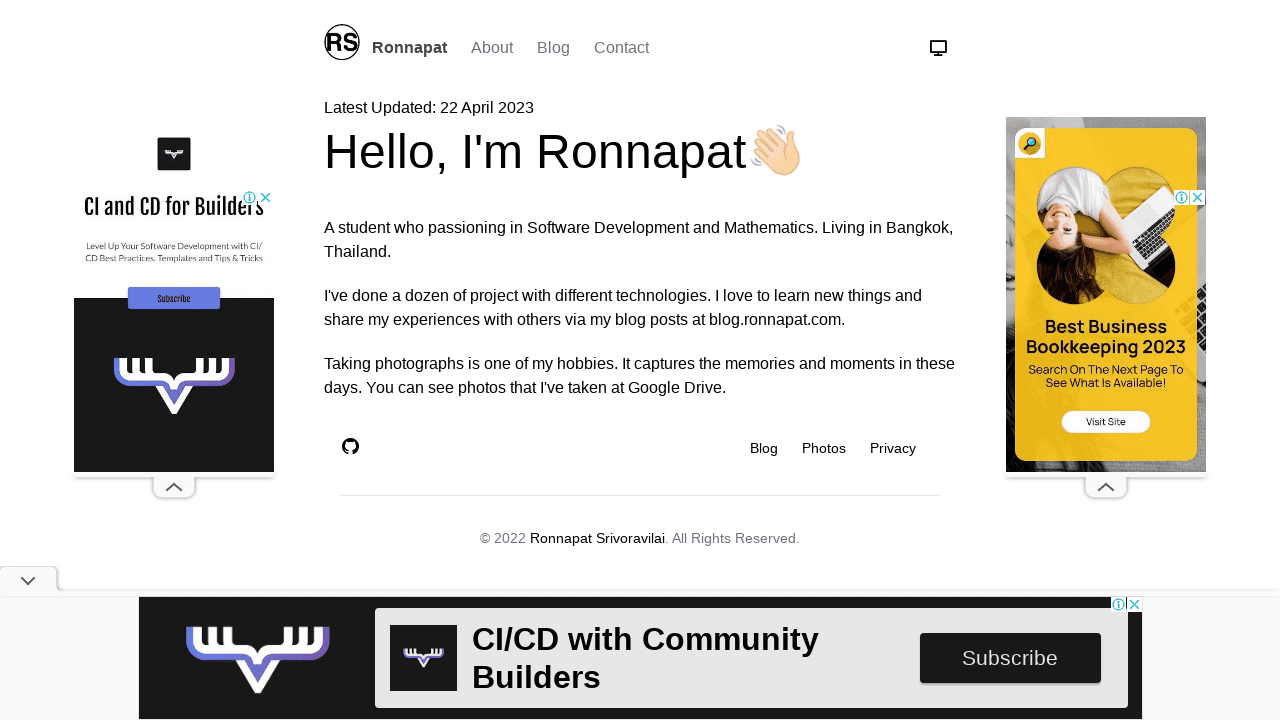 RS Ronnapat About Blog Contact
Latest Updated: 22 April 2023
Hello, I'm Ronnapat👋🏻
A student who passioning in Software Development and Mathematics. Living in Bangkok,
Thailand.
I've done a dozen of project with different technologies. I love to learn new things and
share my experiences with others via my blog posts at blog.ronnapat.com.
Taking photographs is one of my hobbies. It captures the memories and moments in these
days. You can see photos that I've taken at Google Drive.
Blog Photos Privacy
© 2022 Ronnapat Srivoravilai. All Rights Reserved.
CI and CD for Builders
Level Up Your Software Development with CI/
CD Best Practices, Templates and Tips & Tricks
Subscribe
Best Business
Bookkeeping 2023
Search On The Next Page To
See What Is Available!
Visit Site
CI/CD with Community
Builders
Subscribe